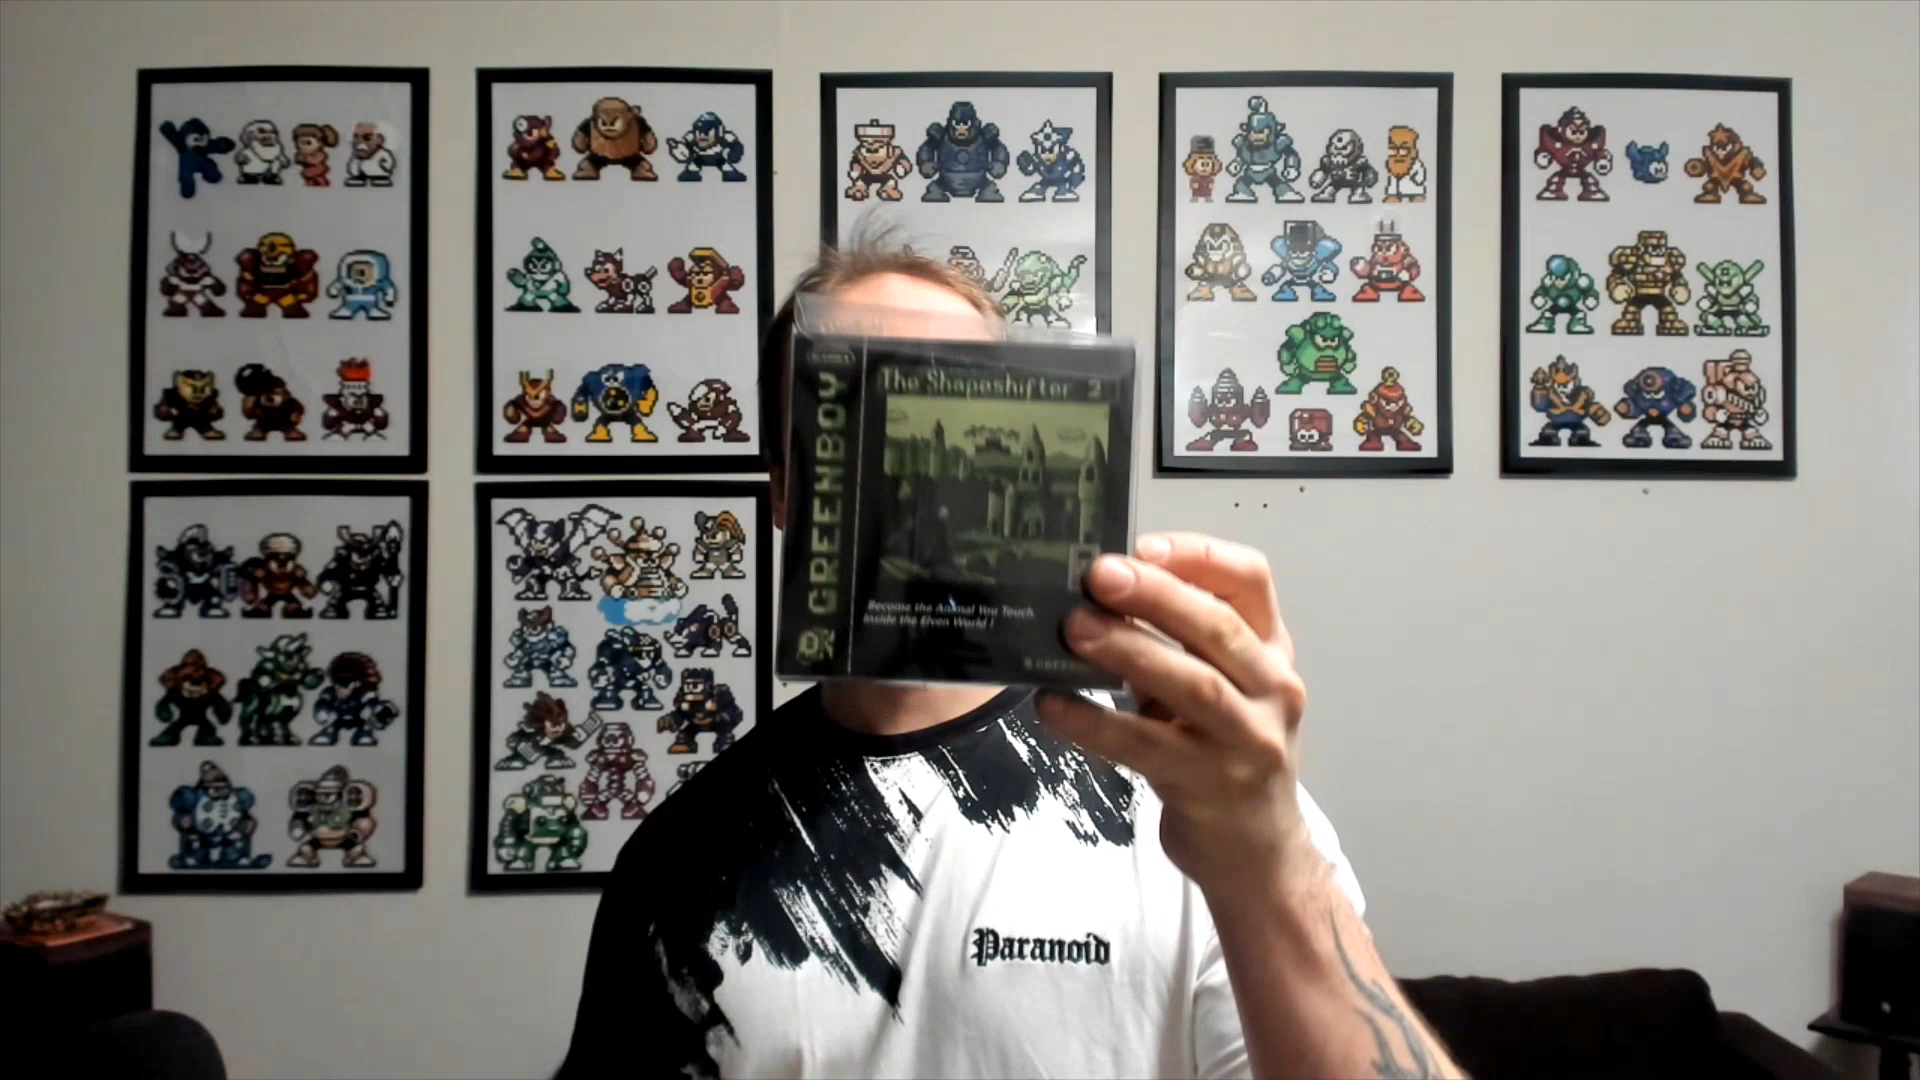 GREENBOY
The Shapeshifter 2
Become the Animal You Touch,
Inside the Elven World !
Paranoid